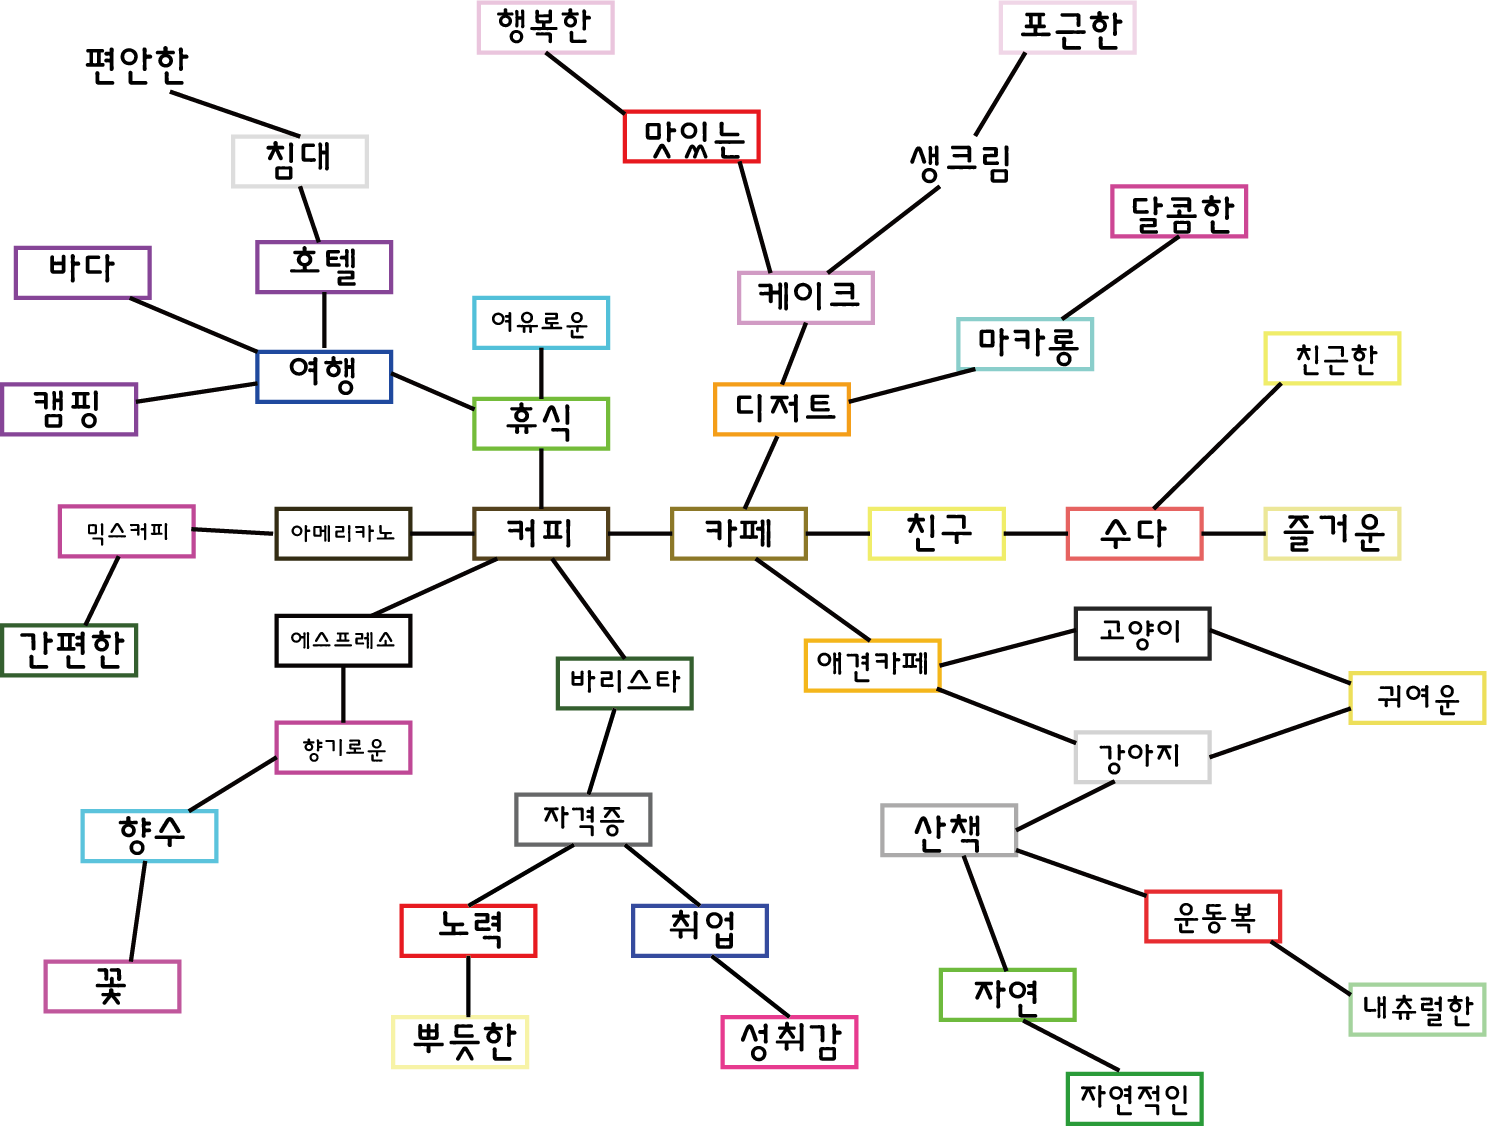 행복한
포근한
편안한
맛있는
침대
생크림
달콤한
바다
호텔
케이크
여유로운
마카롱
친근한
여행
캠핑
휴식
디저트
믹스커피
아메리카노
커피
카페
친구
수다
즐거운
간편한
에스프레소
바리스타
애견카페
고양이
귀여운
향기로운
강아지
향수
자격증
산책
노력
취업
운동복
꽃
자연
내츄럴한
뿌듯한
성취감
자연적인